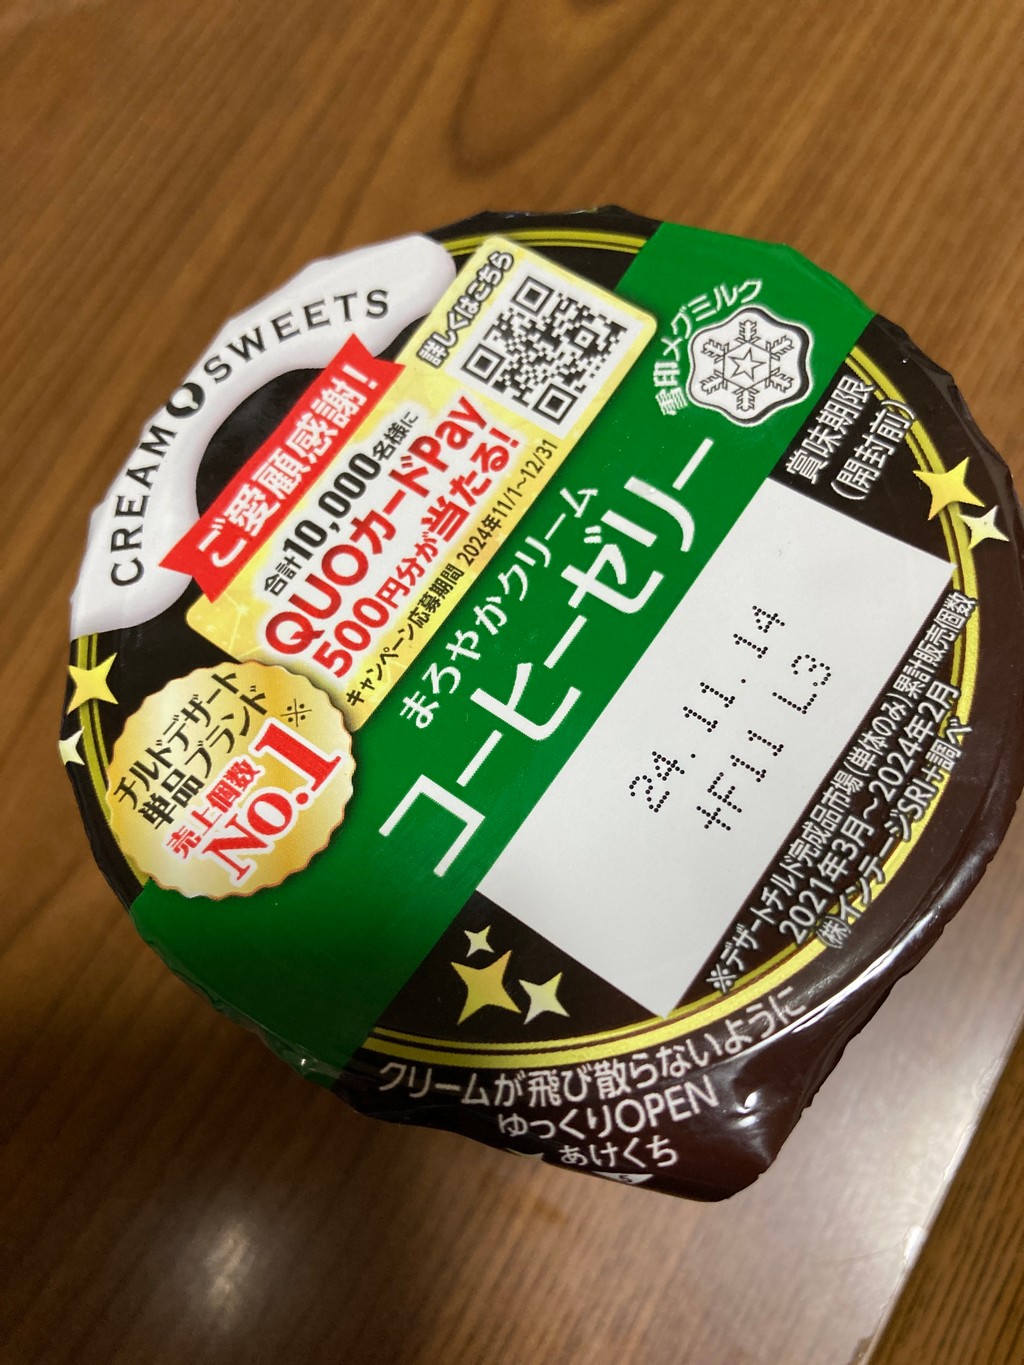 CREAMOSWEETS
詳しくはこちら
ご愛顧感謝!
合計10,000名様に
QUOカードPay
500円分が当たる!
キャンペーン応募期間 2024年11/1~12/31
雪印メグミルク
まろやかクリーム
コーヒーゼリー
チルドデザート
単品ブランド※
売上個数
No.1
賞味期限
(開封前)
24.11.14
+F11 L3
※デザートチルド完成品市場(単体のみ)累計販売個数
2021年3月~2024年2月
(株)インテージSRI+調べ
クリームが飛び散らないように
ゆっくりOPEN
あけくち